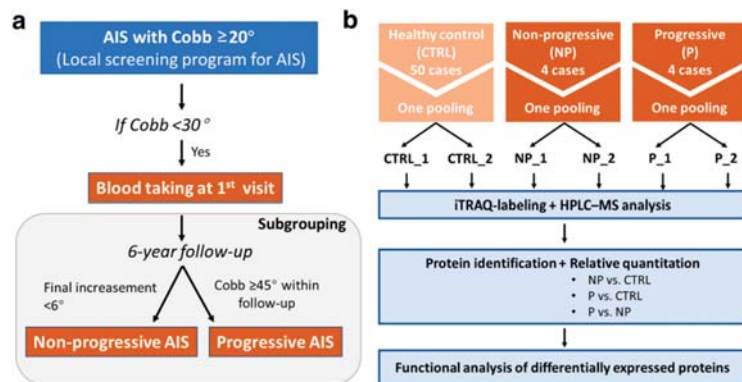 a
AIS with Cobb ≥20°
(Local screening program for AIS)
If Cobb <30°
Yes
Blood taking at 1st visit
Subgrouping
6-year follow-up
Final increasement
<6°
Cobb ≥45° within
follow-up
Non-progressive AIS
Progressive AIS
b
Healthy control
(CTRL)
50 cases
One pooling
Non-progressive
(NP)
4 cases
One pooling
Progressive
(P)
4 cases
One pooling
CTRL_1
CTRL_2
NP_1
NP_2
P_1
P_2
iTRAQ-labeling + HPLC–MS analysis
Protein identification + Relative quantitation
• NP vs. CTRL
• P vs. CTRL
• P vs. NP
Functional analysis of differentially expressed proteins